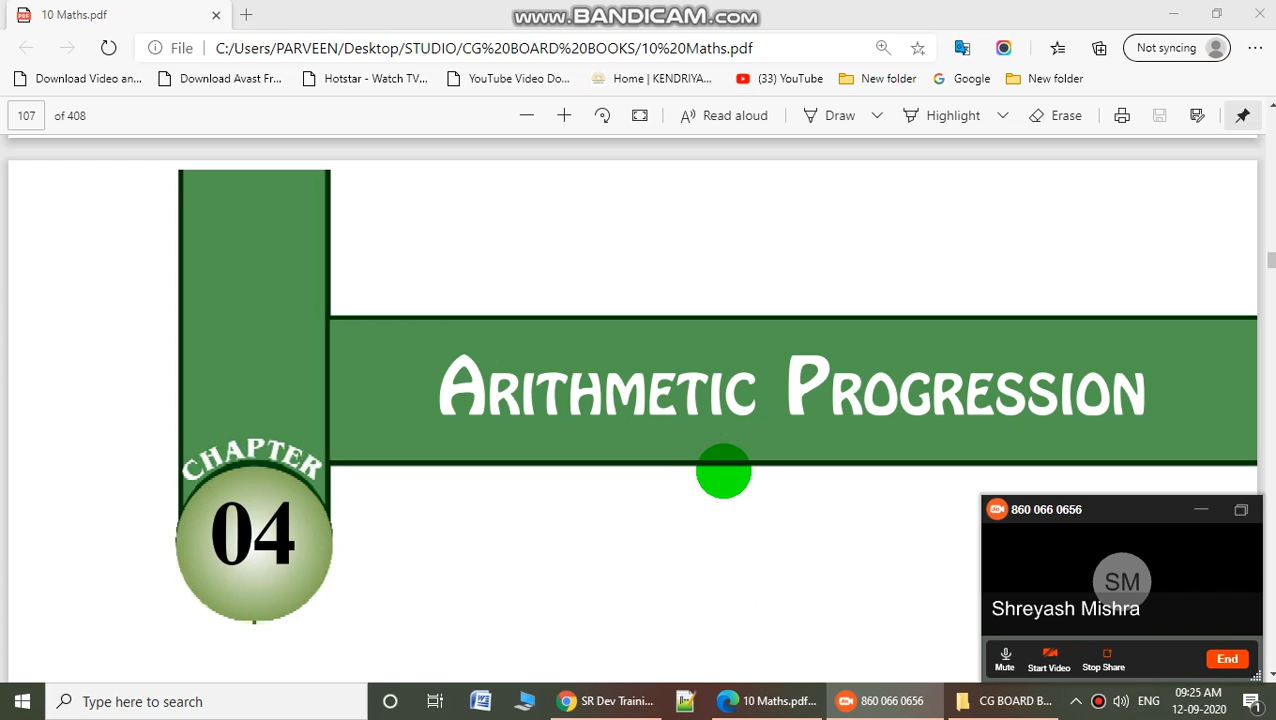 www.BANDICAM.com
10 Maths.pdf
File C:/Users/PARVEEN/Desktop/STUDIO/CG%20BOARD%20BOOKS/10%20Maths.pdf
Not syncing
Download Video an... Download Avast Fr... Hotstar - Watch TV... YouTube Video Do... Home | KENDRIYA... (33) YouTube New folder Google New folder
107 of 408 Read aloud Draw Highlight Erase
ARITHMETIC PROGRESSION
CHAPTER
04
860 066 0656
SM
Shreyash Mishra
Mute Start Video Stop Share End
Type here to search SR Dev Traini... 10 Maths.pdf... 860 066 0656 CG BOARD B... ENG
09:25 AM
12-09-2020
1